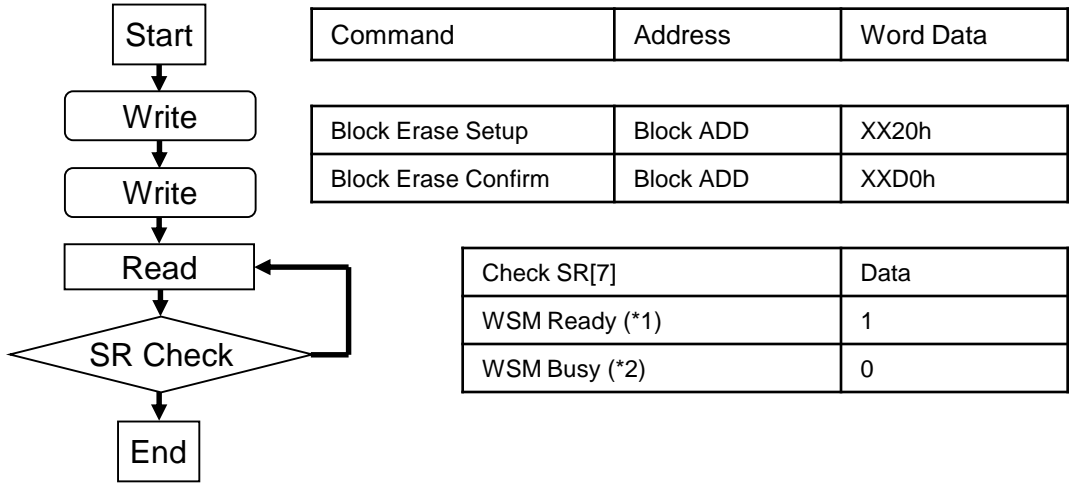 Start
Command Address Word Data
Write
Block Erase Setup Block ADD XX20h
Write
Block Erase Confirm Block ADD XXD0h
Read
Check SR[7] Data
WSM Ready (*1) 1
SR Check
WSM Busy (*2) 0
End